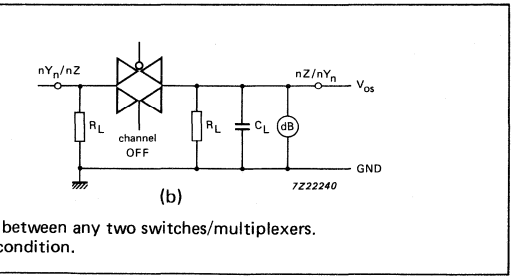 nYn/nZ
nZ/nYn
Vos
RL
channel
OFF
RL
CL
dB
GND
7Z22240
(b)
between any two switches/multiplexers.
condition.